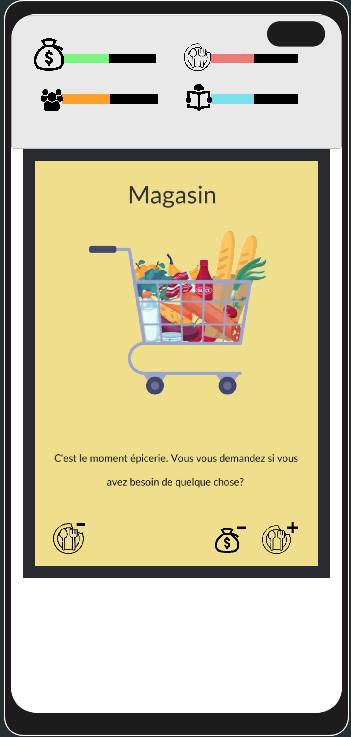 Magasin
C'est le moment épicerie. Vous vous demandez si vous
avez besoin de quelque chose?